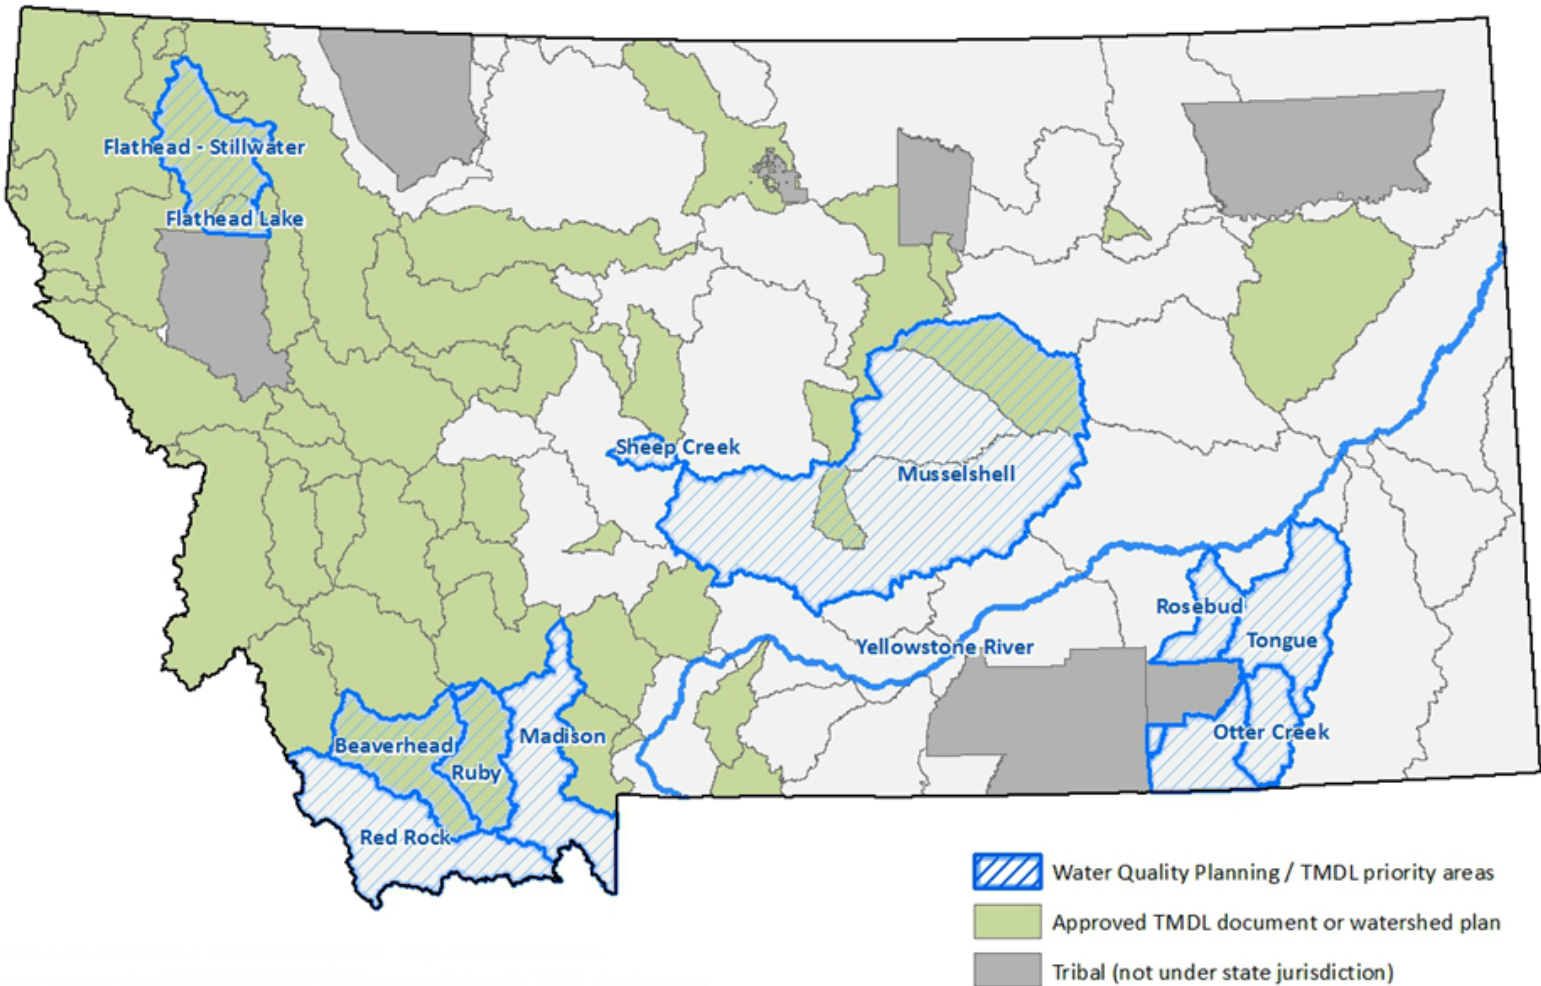 Flathead - Stillwater
Flathead Lake
Sheep Creek
Musselshell
Rosebud
Tongue
Yellowstone River
Otter Creek
Madison
Beaverhead
Ruby
Red Rock
Water Quality Planning / TMDL priority areas
Approved TMDL document or watershed plan
Tribal (not under state jurisdiction)